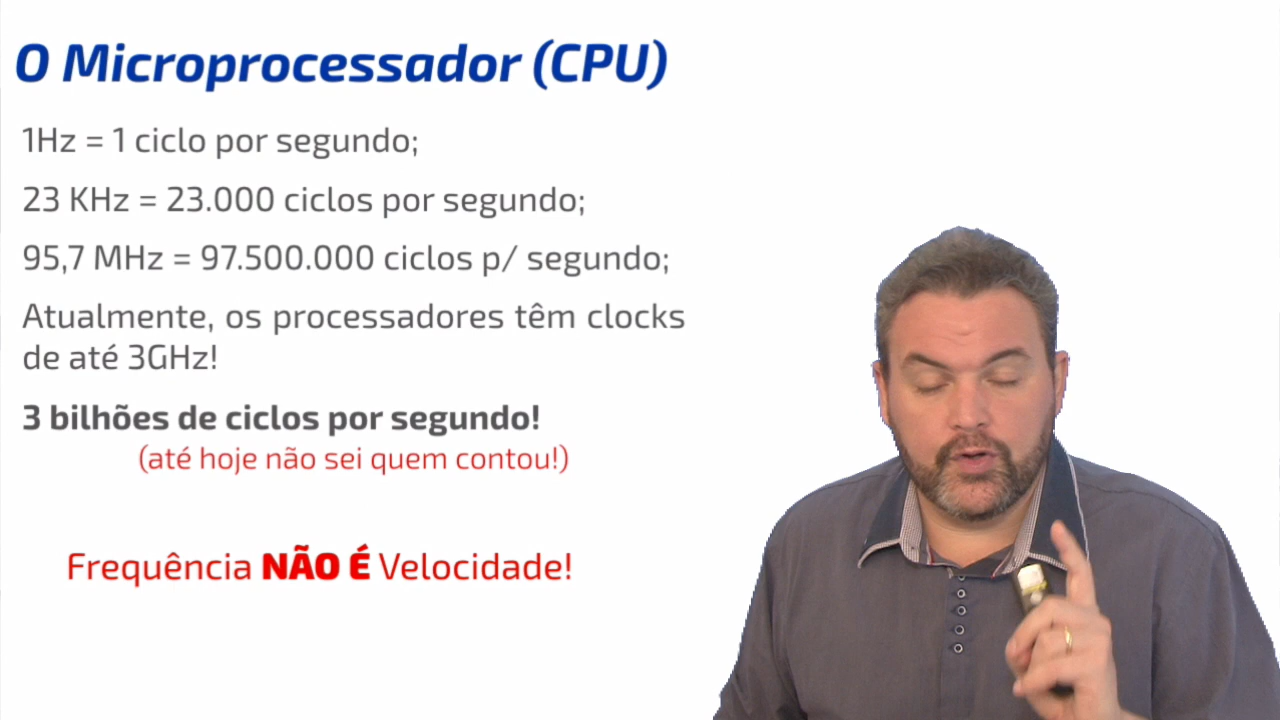 O Microprocessador (CPU)
1Hz = 1 ciclo por segundo;
23 KHz = 23.000 ciclos por segundo;
95,7 MHz = 97.500.000 ciclos p/ segundo;
Atualmente, os processadores têm clocks
de até 3GHz!
3 bilhões de ciclos por segundo!
(até hoje não sei quem contou!)
Frequência NÃO É Velocidade!